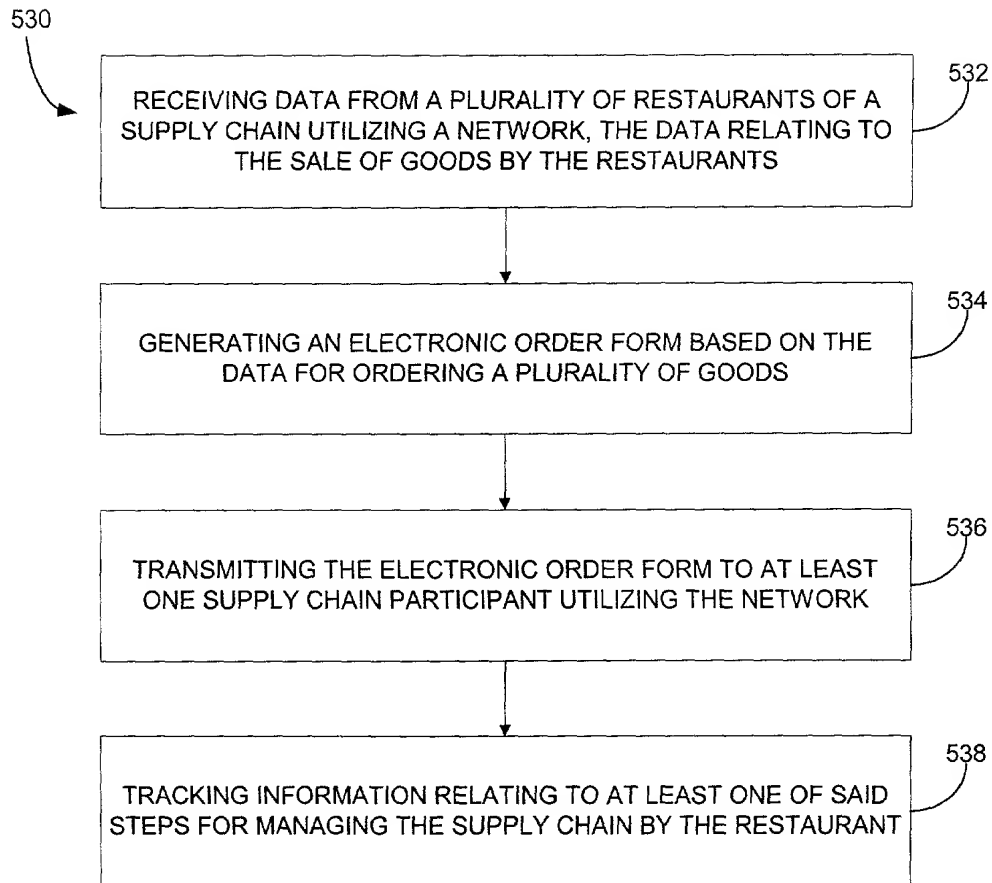 530
532
RECEIVING DATA FROM A PLURALITY OF RESTAURANTS OF A
SUPPLY CHAIN UTILIZING A NETWORK, THE DATA RELATING TO
THE SALE OF GOODS BY THE RESTAURANTS
534
GENERATING AN ELECTRONIC ORDER FORM BASED ON THE
DATA FOR ORDERING A PLURALITY OF GOODS
536
TRANSMITTING THE ELECTRONIC ORDER FORM TO AT LEAST
ONE SUPPLY CHAIN PARTICIPANT UTILIZING THE NETWORK
538
TRACKING INFORMATION RELATING TO AT LEAST ONE OF SAID
STEPS FOR MANAGING THE SUPPLY CHAIN BY THE RESTAURANT